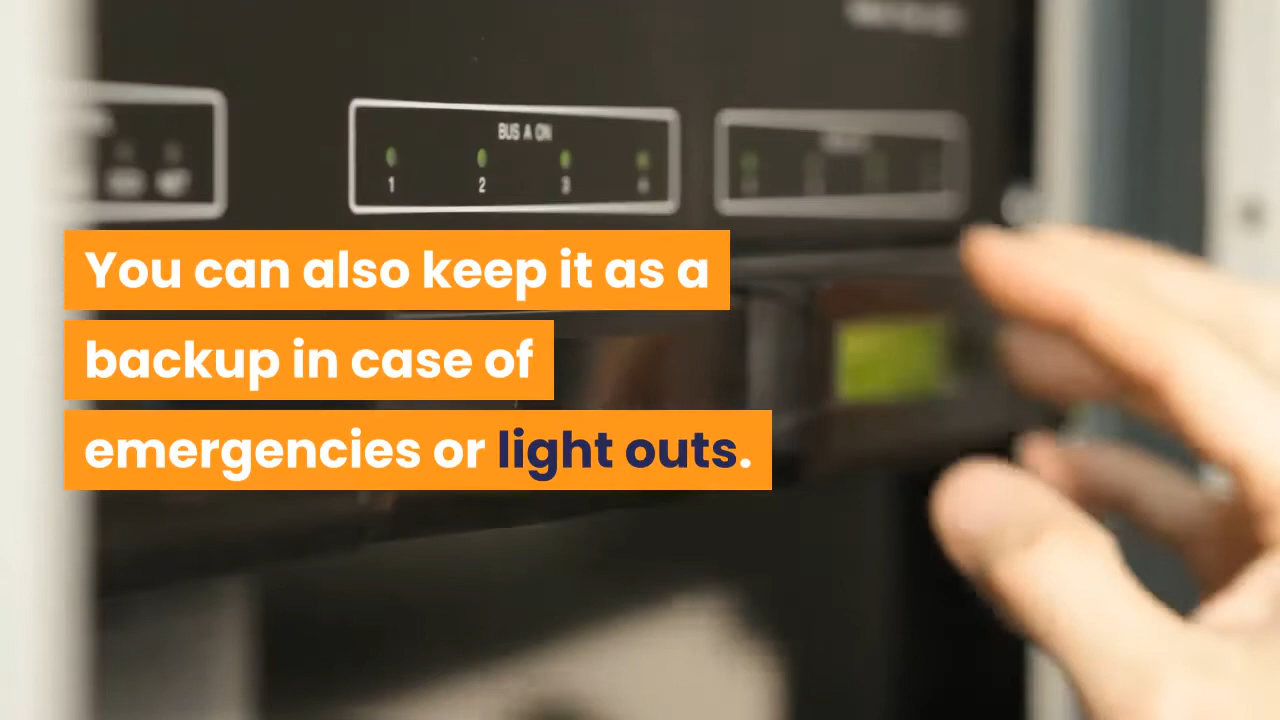 BUS A ON
1 2 3 4
You can also keep it as a
backup in case of
emergencies or light outs.